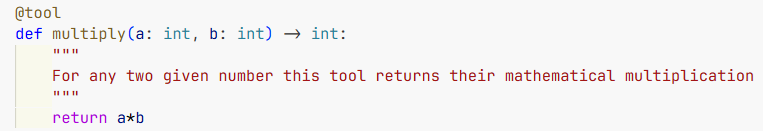 @tool
def multiply(a: int, b: int) -> int:
    """
    For any two given number this tool returns their mathematical multiplication
    """
    return a*b